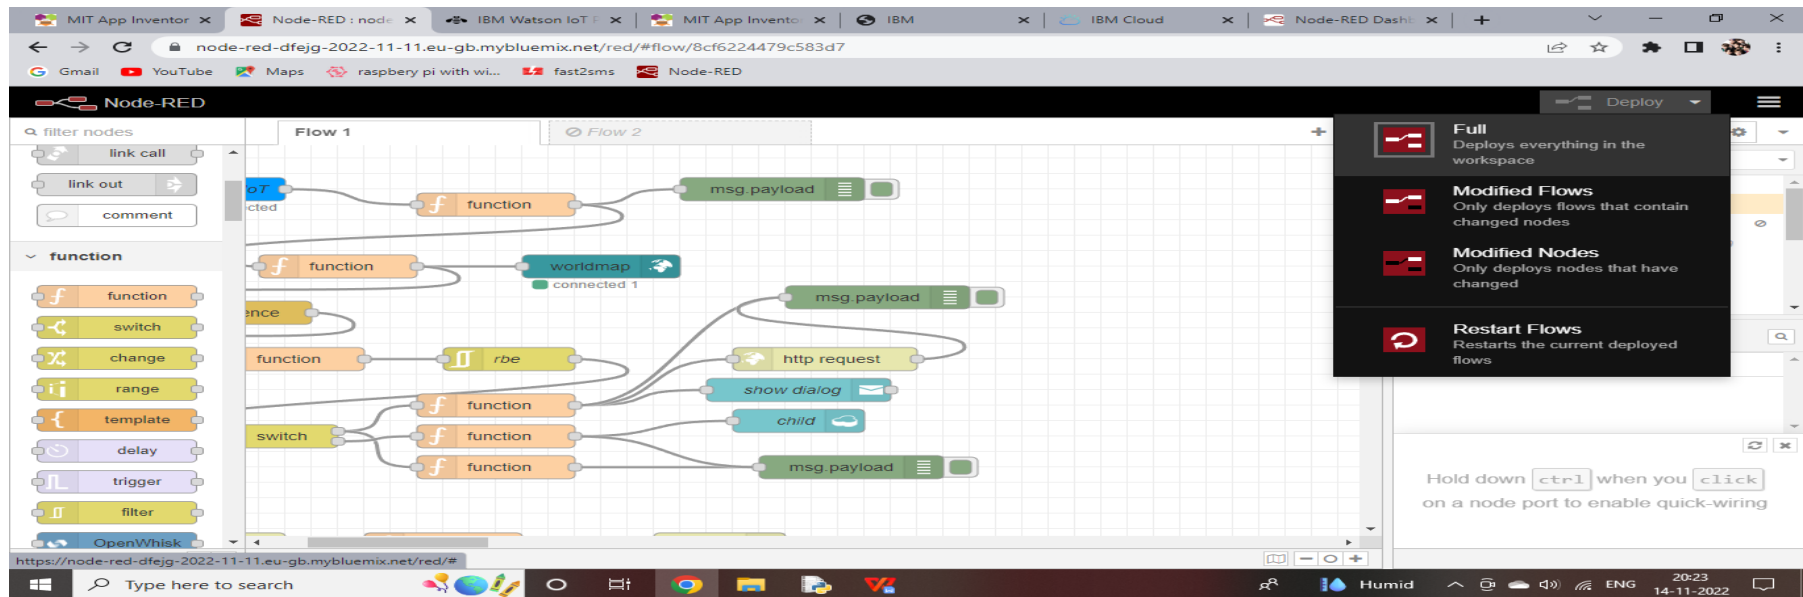 MIT App Inventor
Node-RED : node
IBM Watson IoT P
MIT App Invento
IBM
IBM Cloud
Node-RED Dashb
node-red-dfejg-2022-11-11.eu-gb.mybluemix.net/red/#flow/8cf6224479c583d7
Gmail
YouTube
Maps
raspbery pi with wi...
fast2sms
Node-RED
Node-RED
Deploy
filter nodes
Flow 1
Flow 2
link call
link out
comment
function
function
switch
change
range
template
delay
trigger
filter
OpenWhisk
IoT
cted
function
msg.payload
function
worldmap
connected 1
ence
msg.payload
function
rbe
http request
show dialog
function
child
switch
function
function
msg.payload
Full
Deploys everything in the
workspace
Modified Flows
Only deploys flows that contain
changed nodes
Modified Nodes
Only deploys nodes that have
changed
Restart Flows
Restarts the current deployed
flows
Hold down ctrl when you click
on a node port to enable quick-wiring
https://node-red-dfejg-2022-11-11.eu-gb.mybluemix.net/red/#
Type here to search
Humid
ENG
20:23
14-11-2022